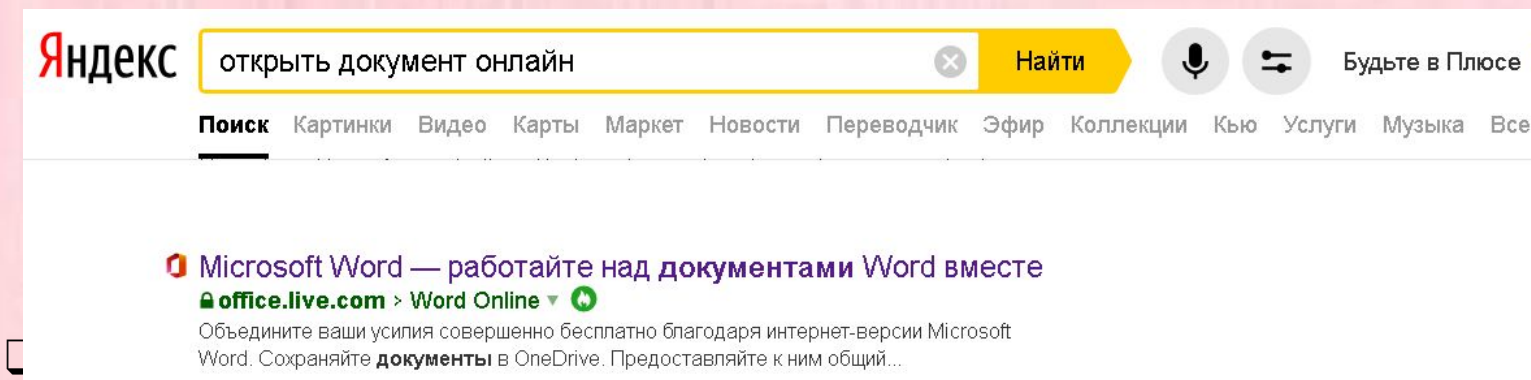 Яндекс открыть документ онлайн Найти Будьте в Плюсе
Поиск Картинки Видео Карты Маркет Новости Переводчик Эфир Коллекции Кью Услуги Музыка Все
Microsoft Word — работайте над документами Word вместе
office.live.com › Word Online
Объедините ваши усилия совершенно бесплатно благодаря интернет-версии Microsoft
Word. Сохраняйте документы в OneDrive. Предоставляйте к ним общий...